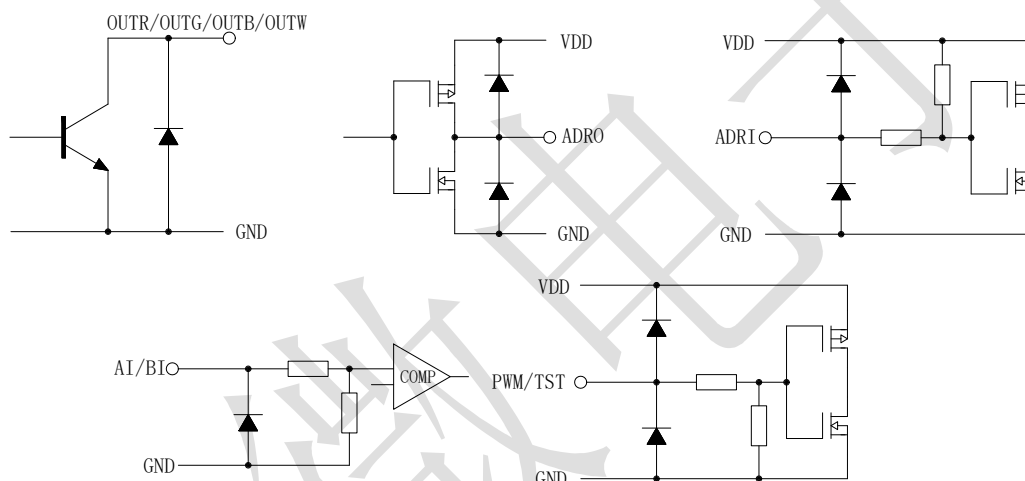 OUTR/OUTG/OUTB/OUTW
GND
VDD
ADRO
GND
VDD
ADRI
GND
AI/BI
COMP
GND
VDD
PWM/TST
GND